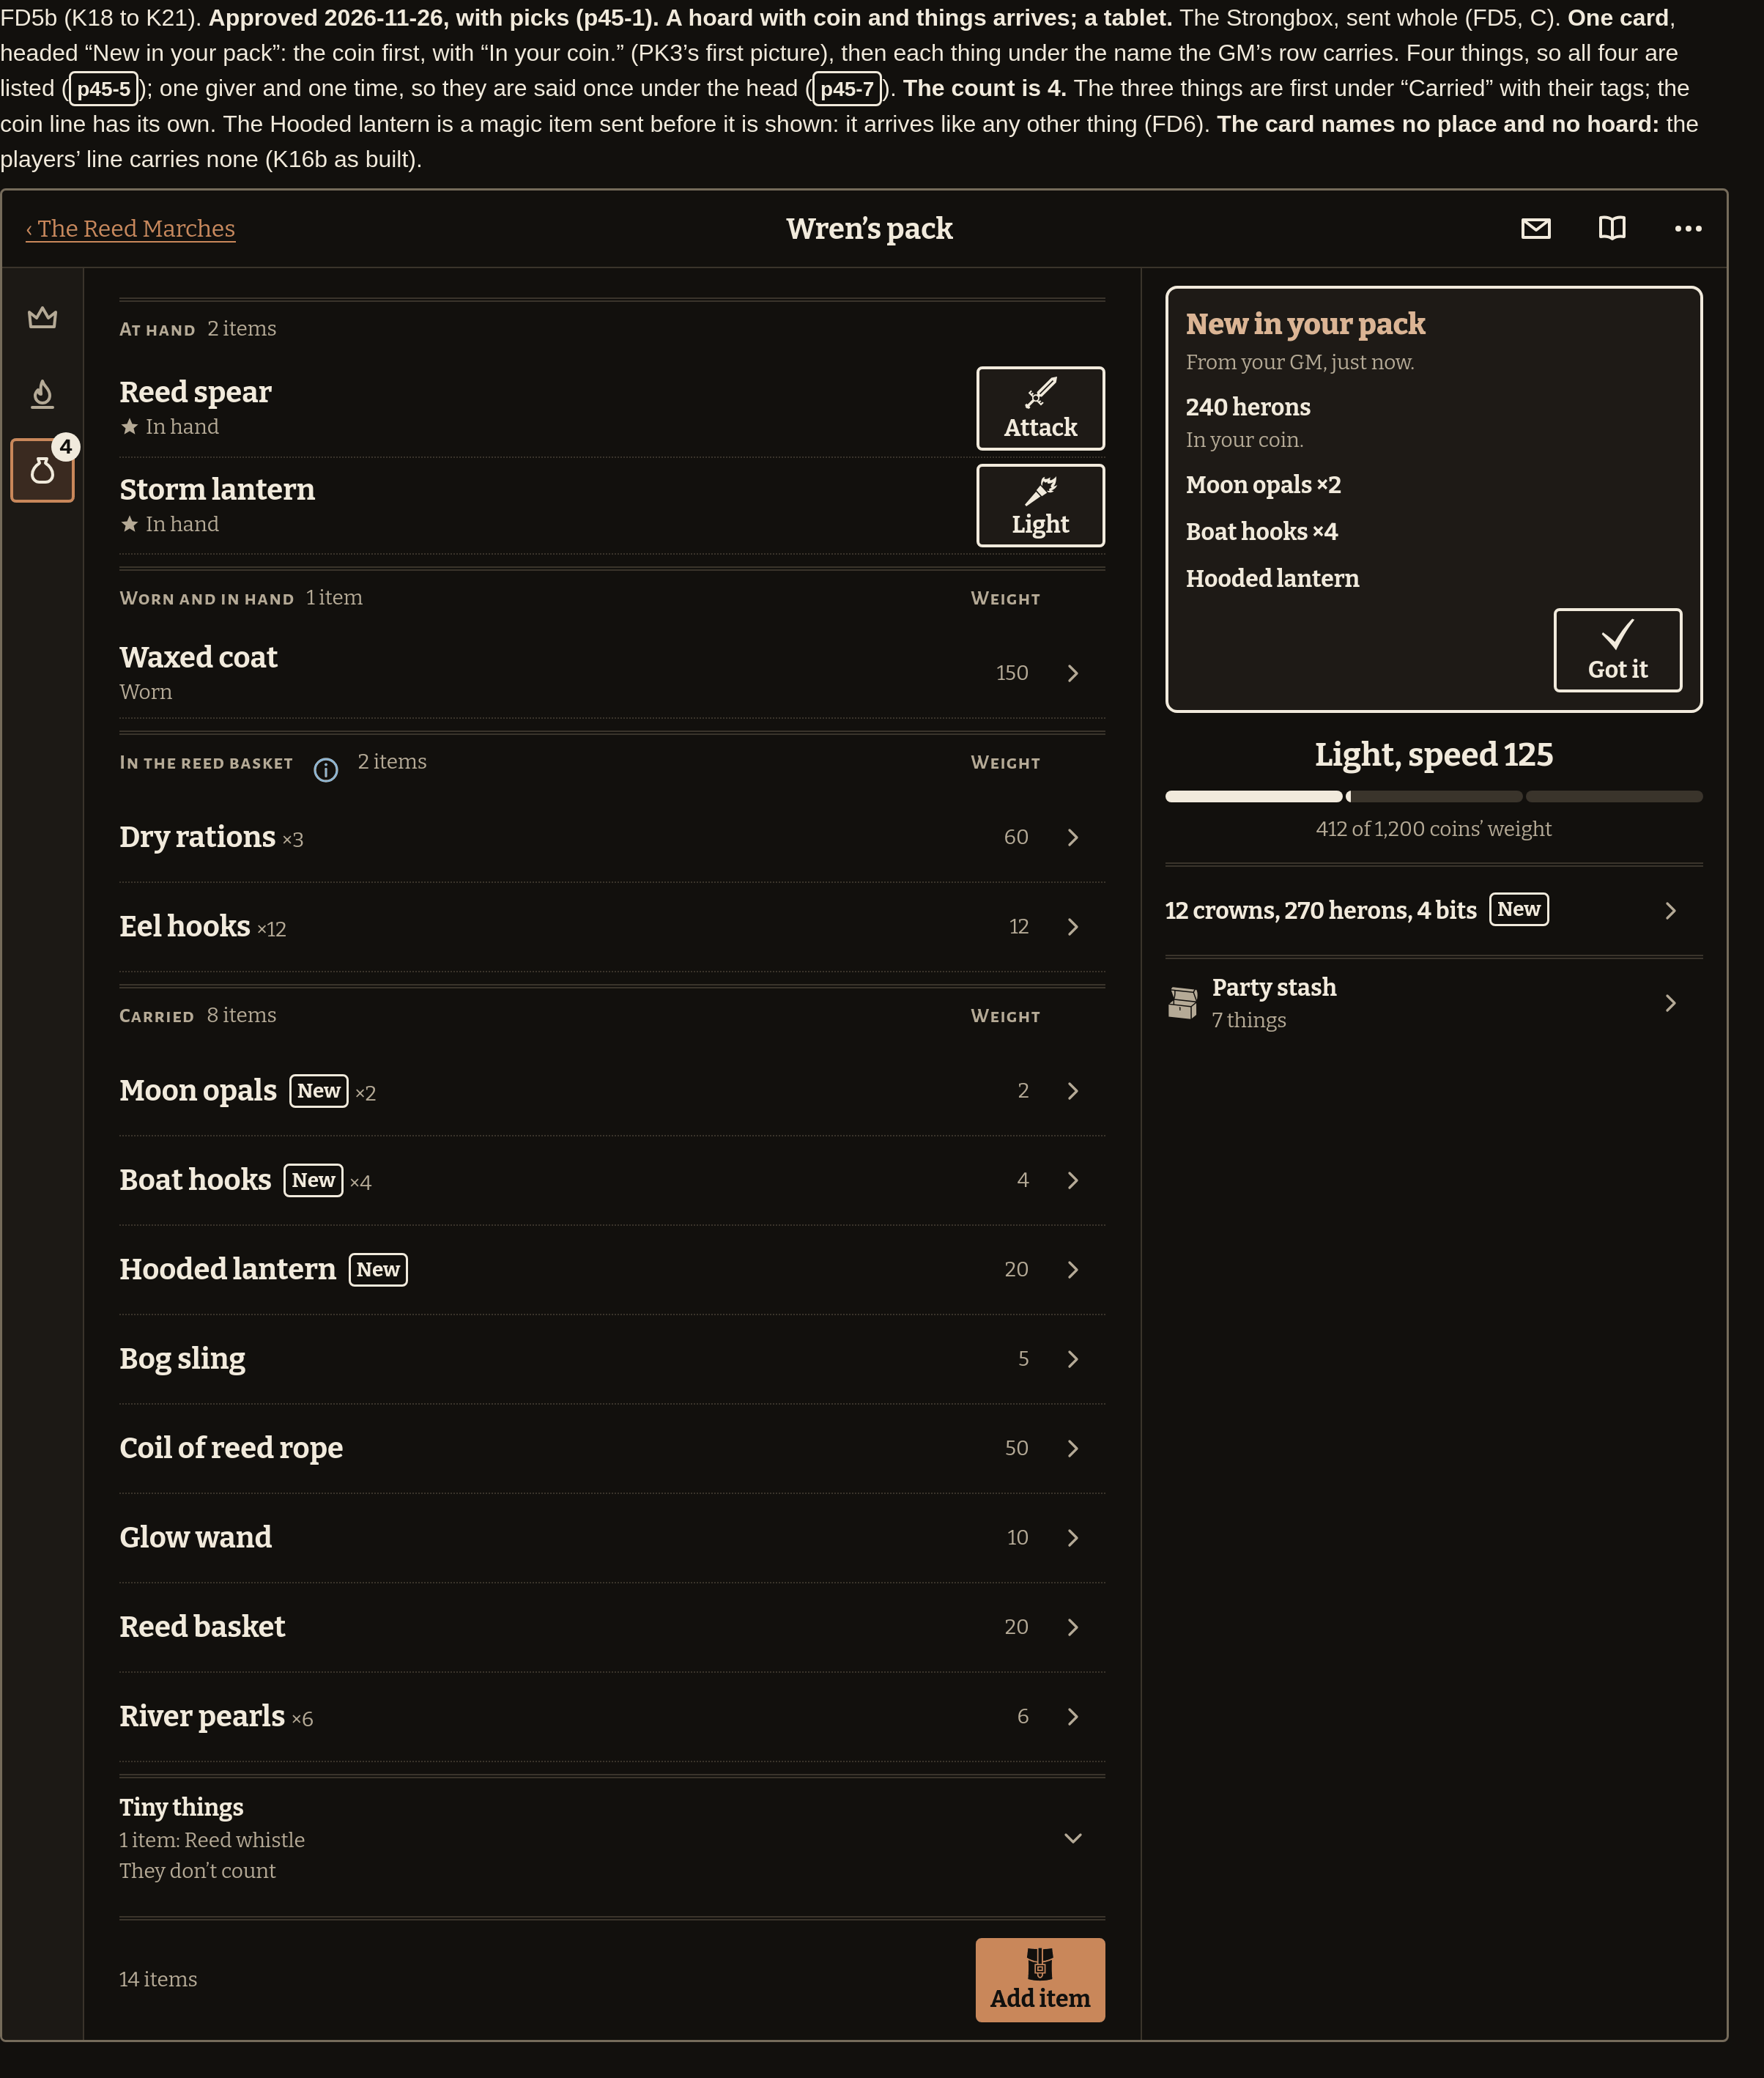 FD5b (K18 to K21). Approved 2026-11-26, with picks (p45-1). A hoard with coin and things arrives; a tablet. The Strongbox, sent whole (FD5, C). One card,
headed “New in your pack”: the coin first, with “In your coin.” (PK3’s first picture), then each thing under the name the GM’s row carries. Four things, so all four are
listed (p45-5); one giver and one time, so they are said once under the head (p45-7). The count is 4. The three things are first under “Carried” with their tags; the
coin line has its own. The Hooded lantern is a magic item sent before it is shown: it arrives like any other thing (FD6). The card names no place and no hoard: the
players’ line carries none (K16b as built).
‹ The Reed Marches
Wren’s pack
4
At hand 2 items
Reed spear
★ In hand
Attack
Storm lantern
★ In hand
Light
Worn and in hand 1 item Weight
Waxed coat 150
Worn
In the reed basket 2 items Weight
Dry rations ×3 60
Eel hooks ×12 12
Carried 8 items Weight
Moon opals New ×2 2
Boat hooks New ×4 4
Hooded lantern New 20
Bog sling 5
Coil of reed rope 50
Glow wand 10
Reed basket 20
River pearls ×6 6
Tiny things
1 item: Reed whistle
They don’t count
14 items
Add item
New in your pack
From your GM, just now.
240 herons
In your coin.
Moon opals ×2
Boat hooks ×4
Hooded lantern
Got it
Light, speed 125
412 of 1,200 coins’ weight
12 crowns, 270 herons, 4 bits New
Party stash
7 things